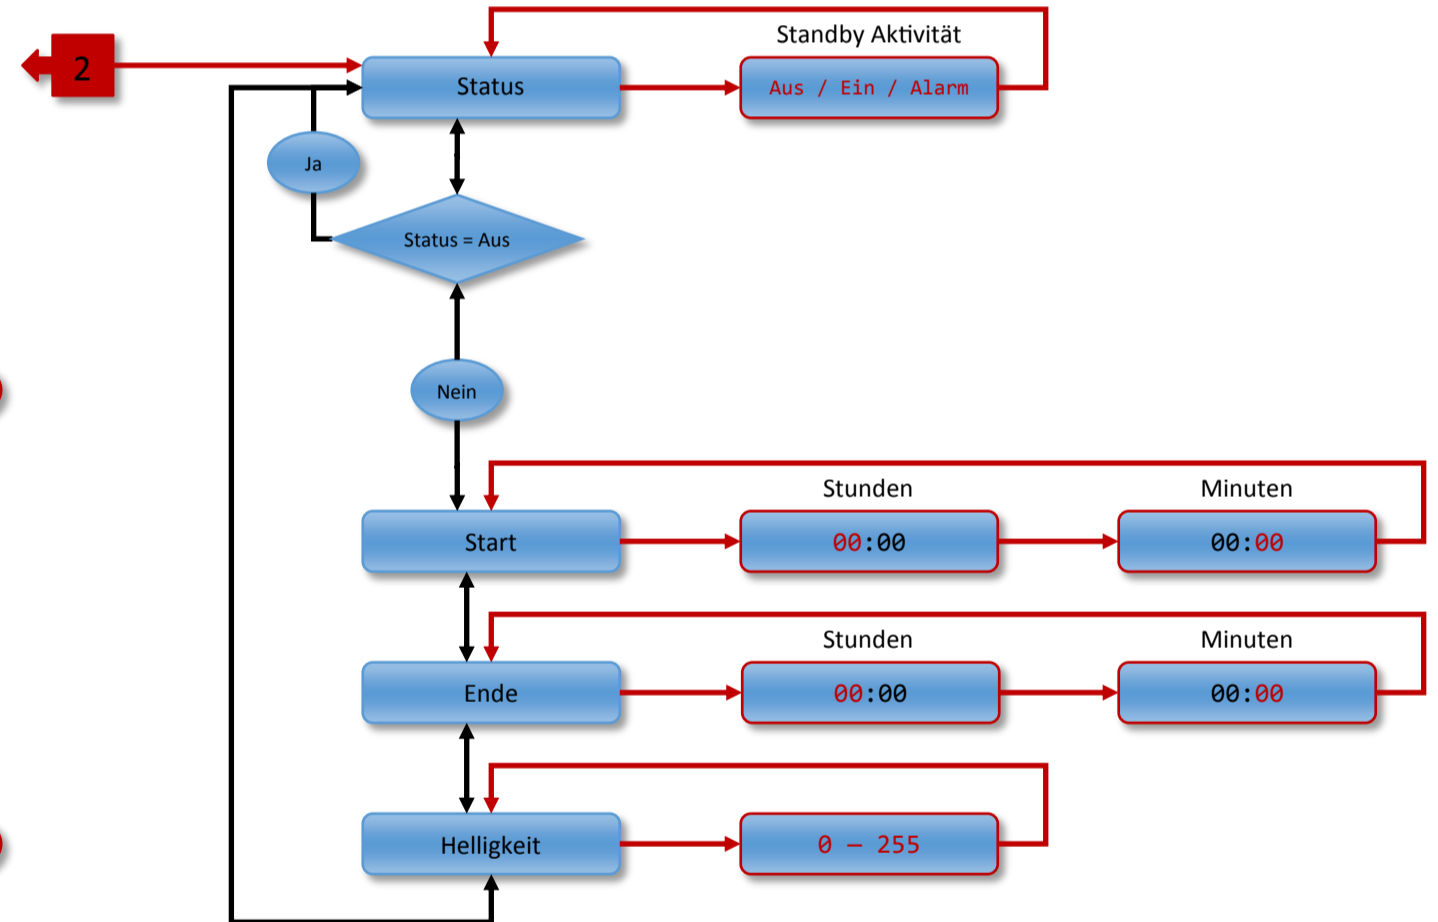 Standby Aktivität
2
Status
Aus / Ein / Alarm
Ja
Status = Aus
Nein
Stunden
Minuten
Start
00:00
00:00
Stunden
Minuten
Ende
00:00
00:00
Helligkeit
0 – 255